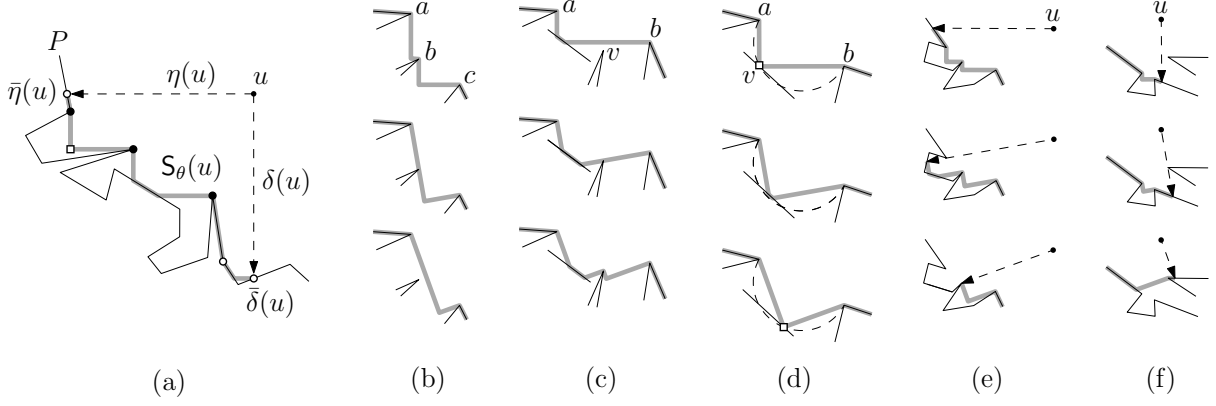 P
η̄(u)
η(u)
u
S_θ(u)
δ(u)
δ̄(u)
(a)
a
b
c
(b)
a
b
v
(c)
a
b
v
(d)
u
(e)
u
(f)